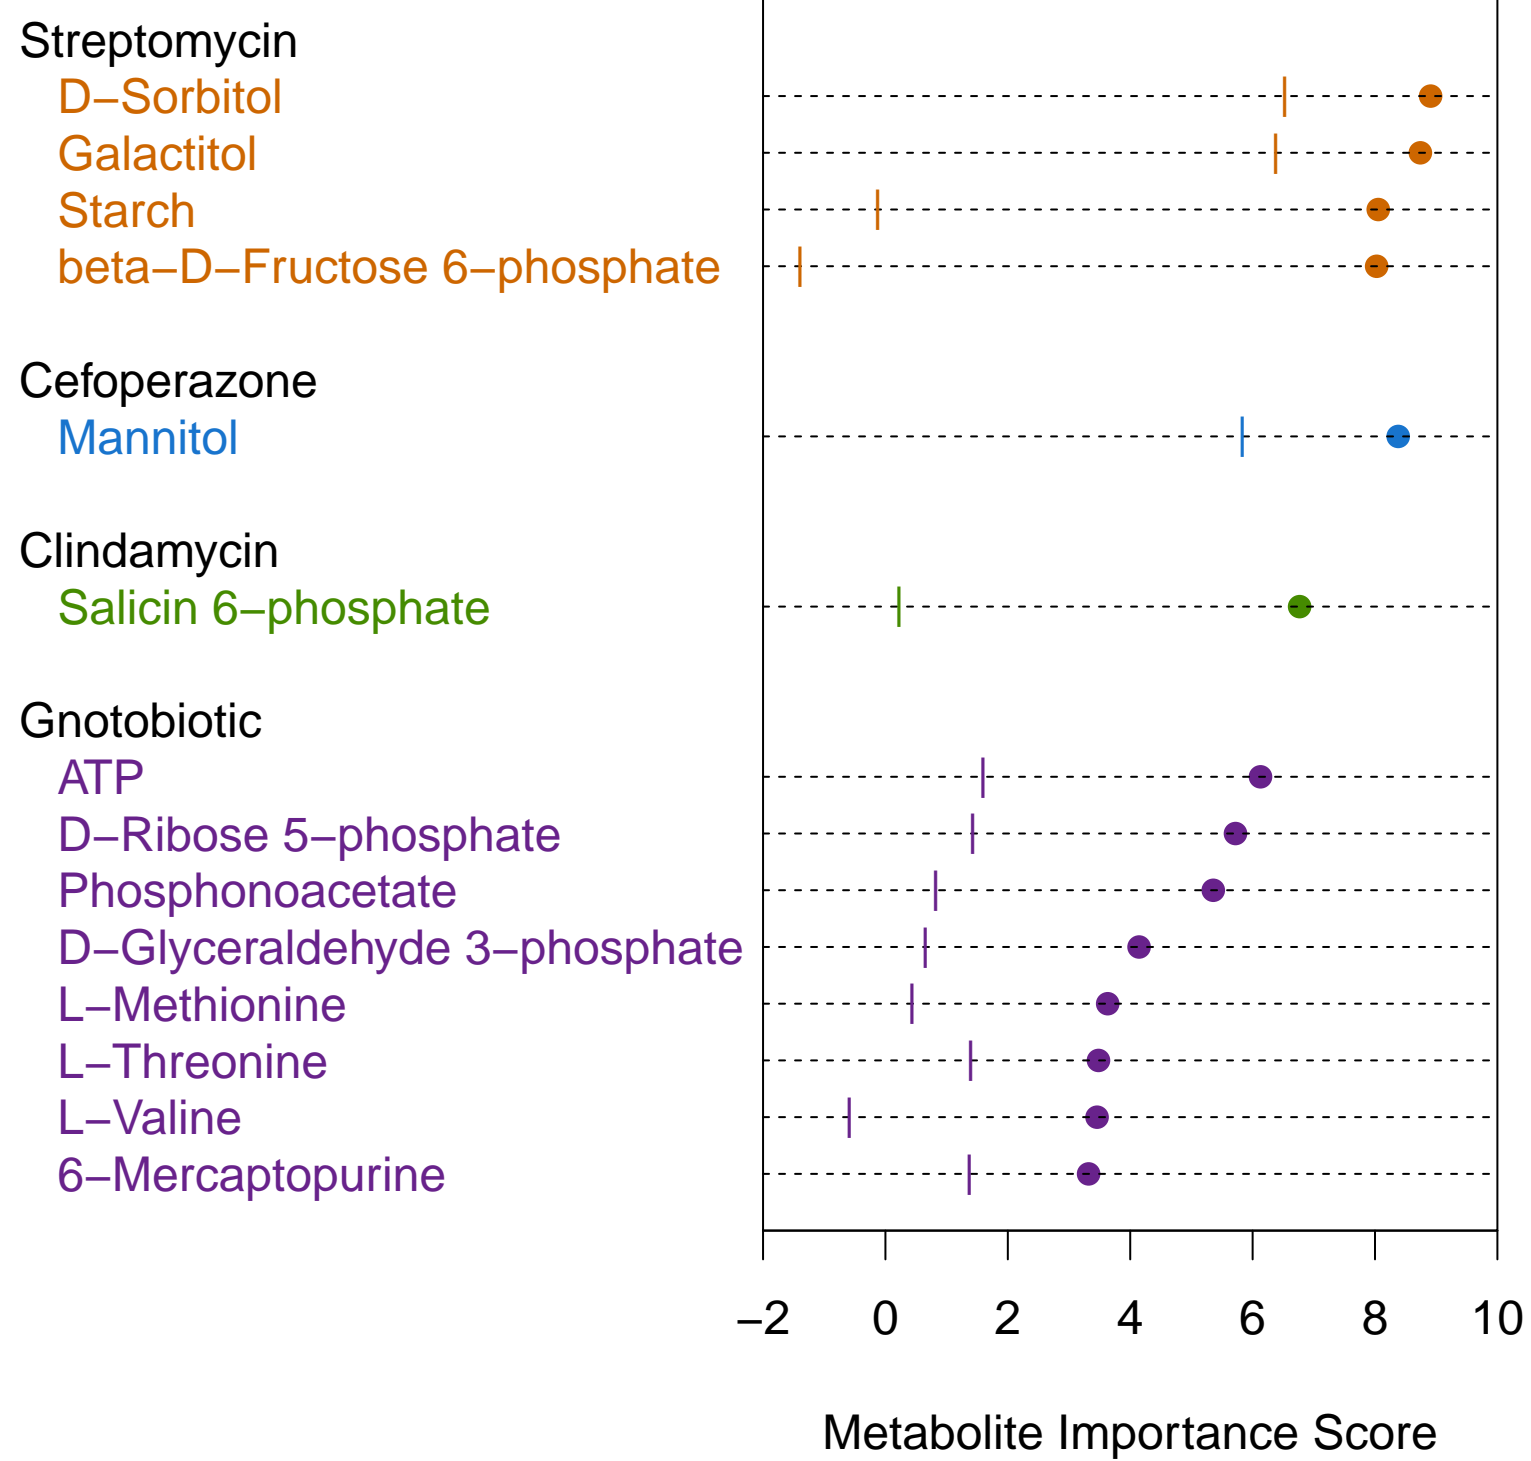 Streptomycin
D−Sorbitol
Galactitol
Starch
beta−D−Fructose 6−phosphate
Cefoperazone
Mannitol
Clindamycin
Salicin 6−phosphate
Gnotobiotic
ATP
D−Ribose 5−phosphate
Phosphonoacetate
D−Glyceraldehyde 3−phosphate
L−Methionine
L−Threonine
L−Valine
6−Mercaptopurine
−2 0 2 4 6 8 10
Metabolite Importance Score